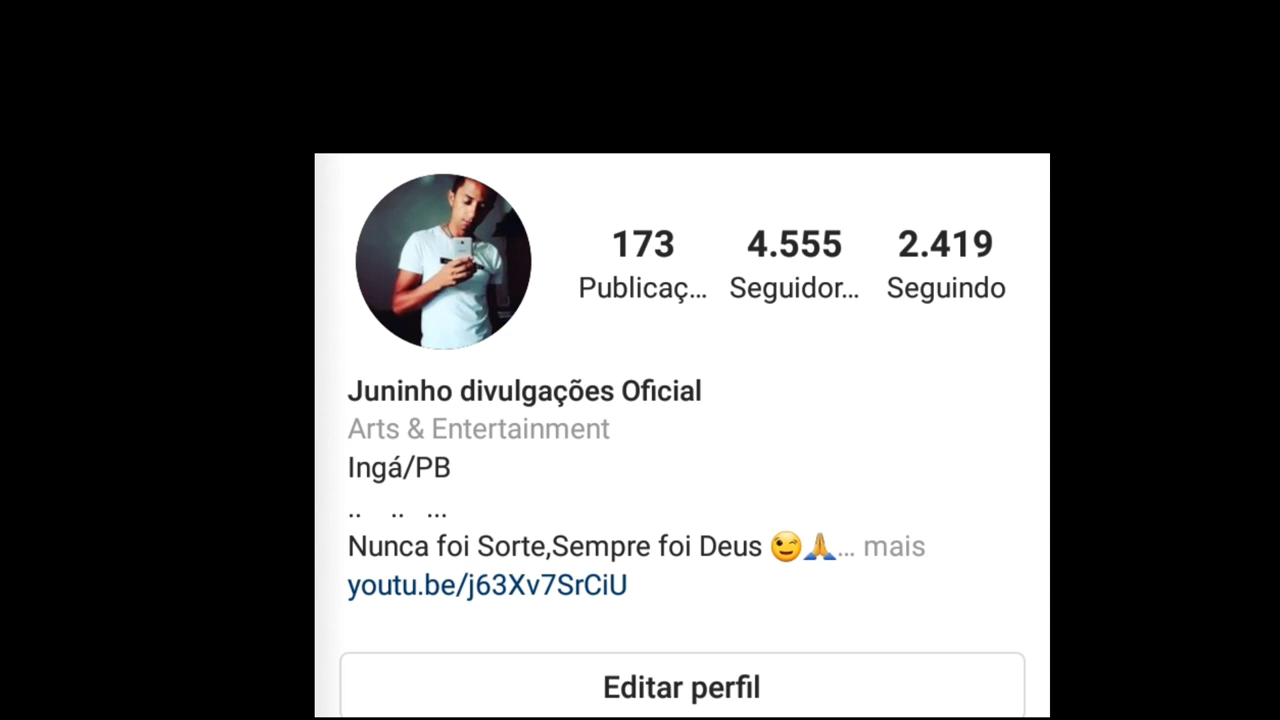 173 4.555 2.419
Publicaç... Seguidor... Seguindo
Juninho divulgações Oficial
Arts & Entertainment
Ingá/PB
.. .. ...
Nunca foi Sorte,Sempre foi Deus 😉🙏... mais
youtu.be/j63Xv7SrCiU
Editar perfil